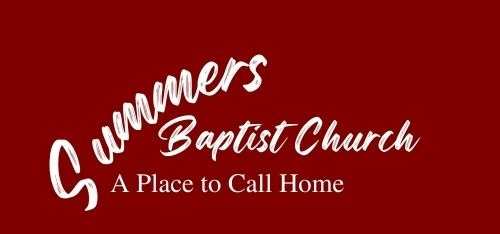 Summers
Baptist Church
A Place to Call Home